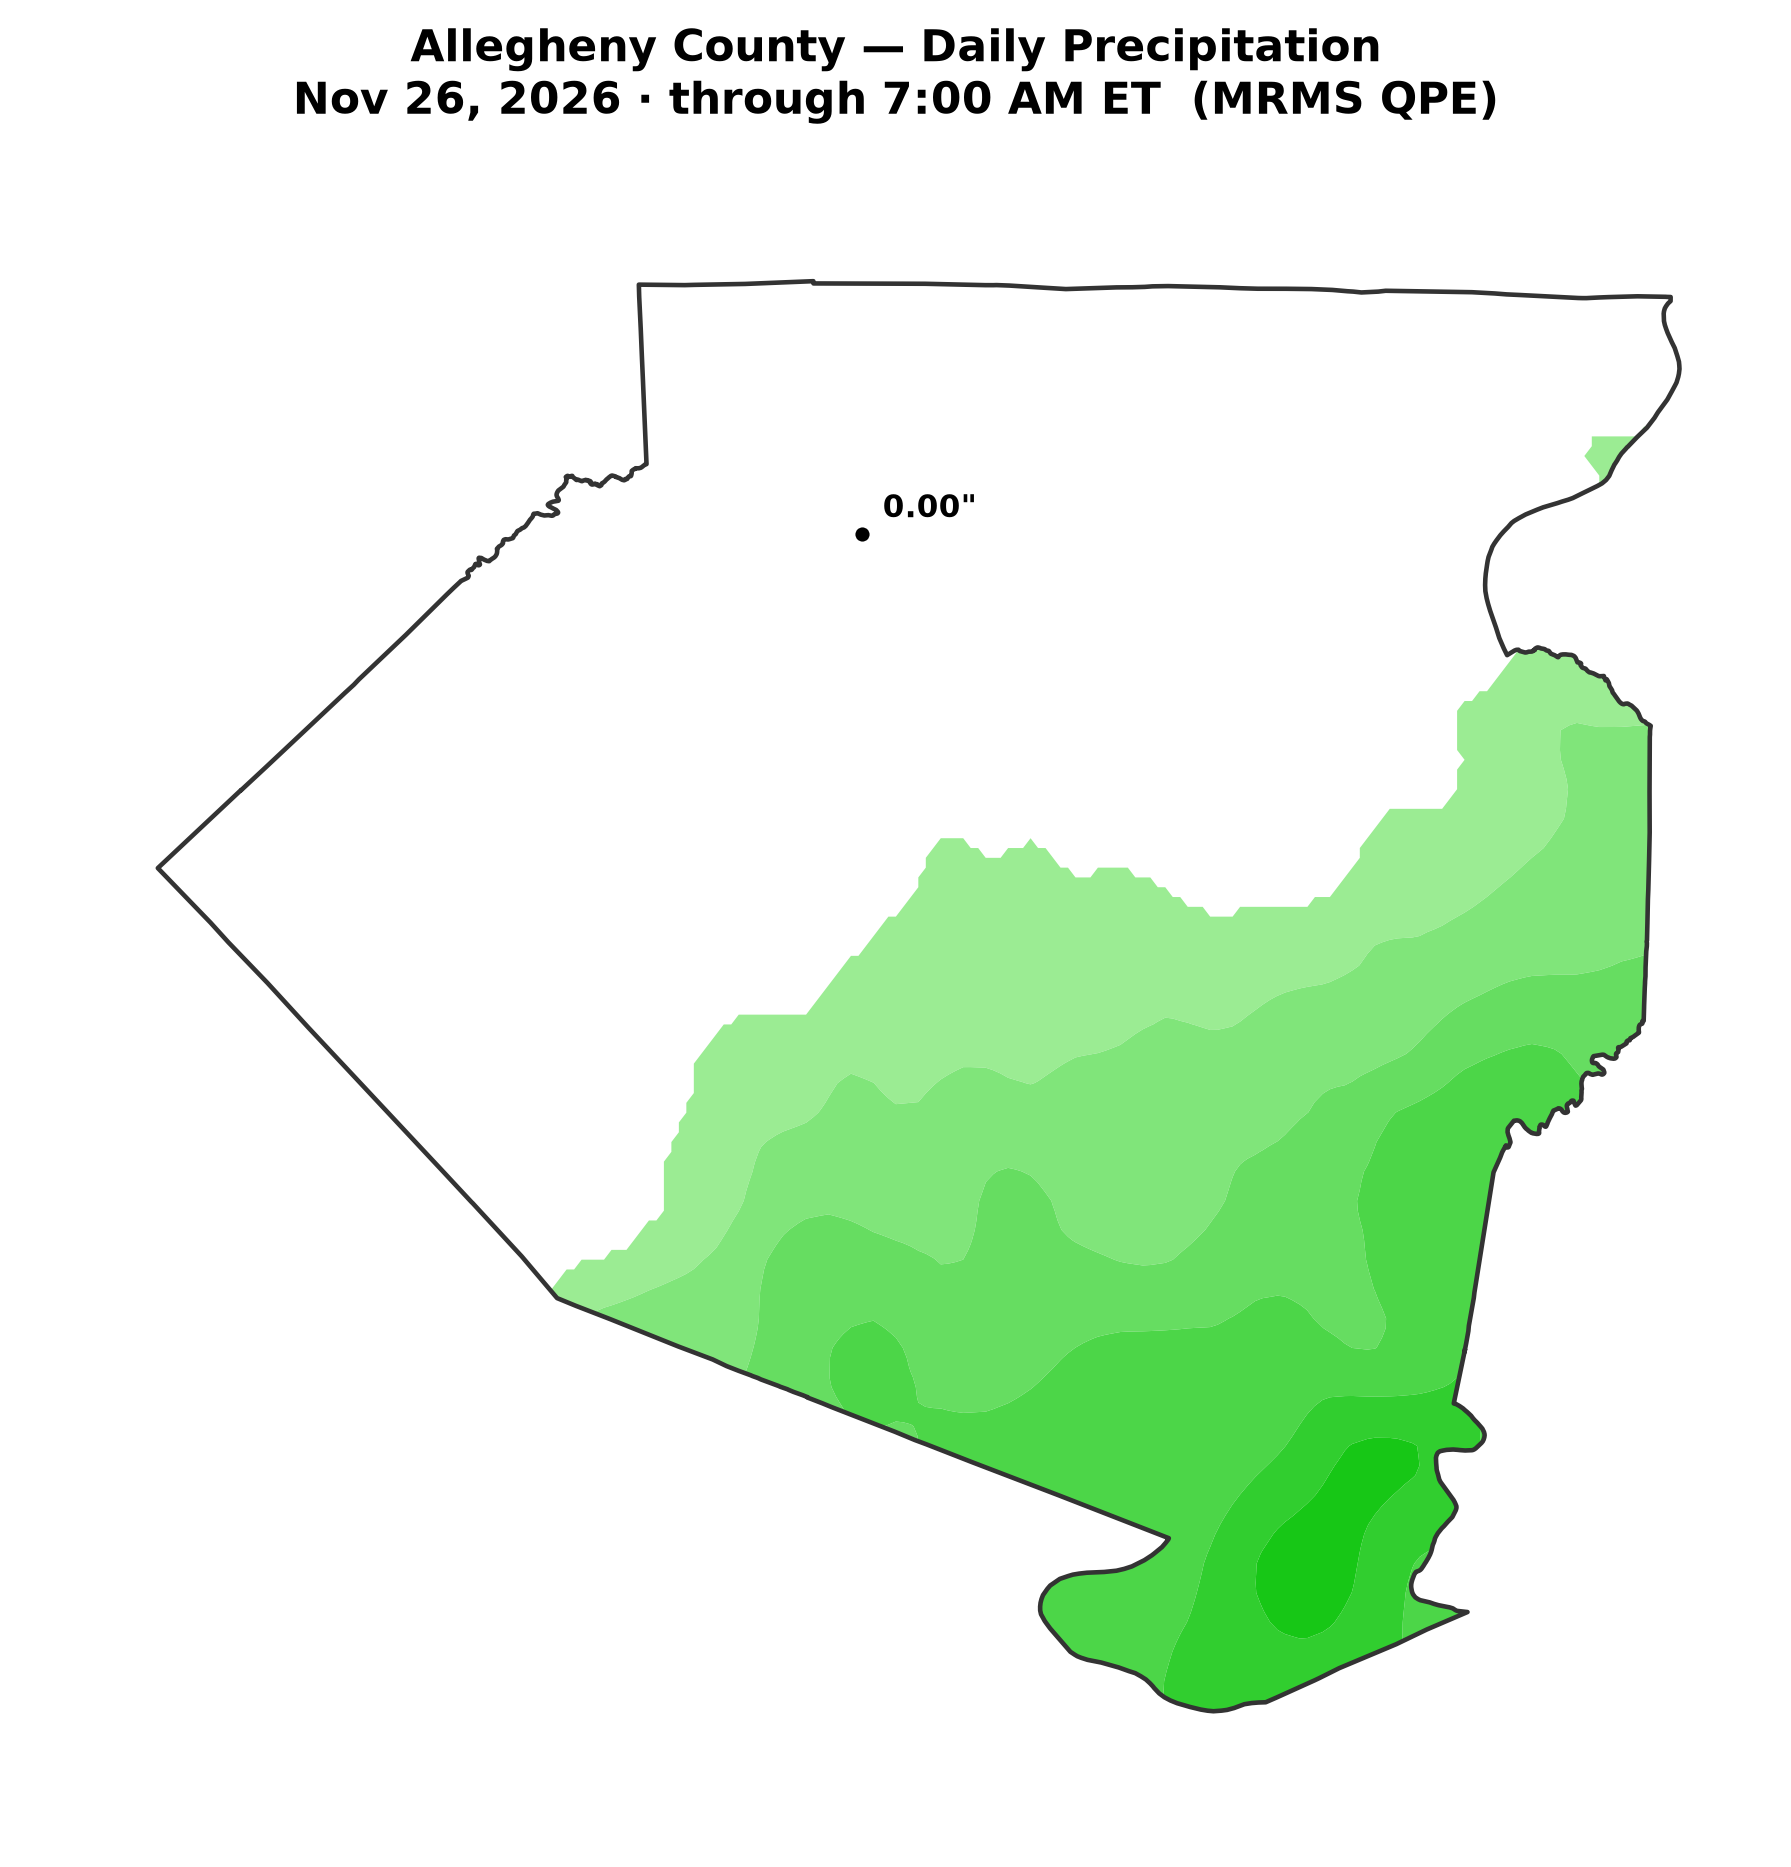 Allegheny County — Daily Precipitation
Nov 26, 2026 · through 7:00 AM ET (MRMS QPE)
0.00"